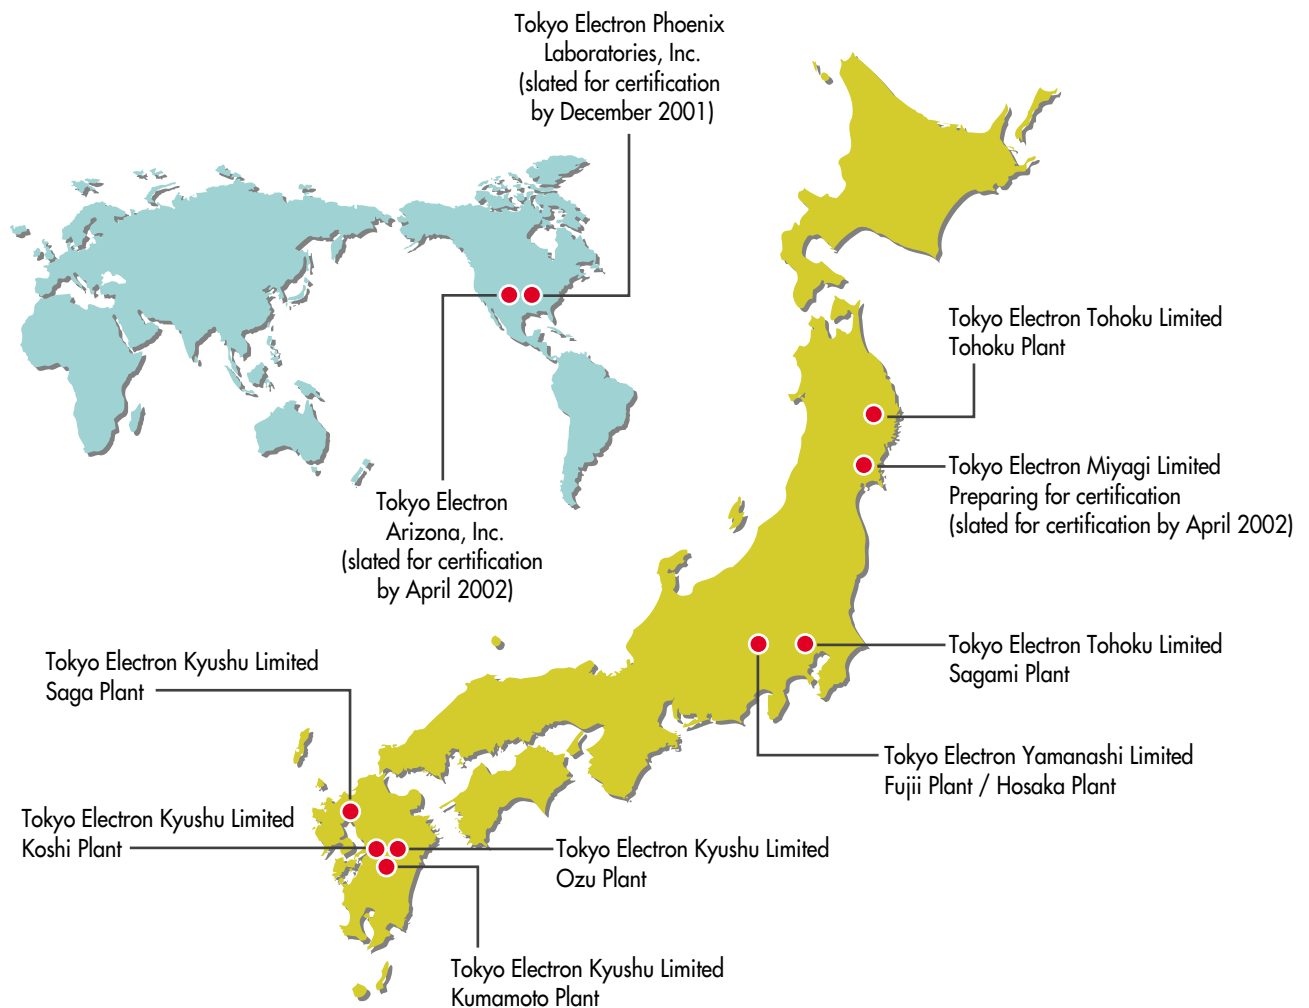 Tokyo Electron Phoenix
Laboratories, Inc.
(slated for certification
by December 2001)
Tokyo Electron Tohoku Limited
Tohoku Plant
Tokyo Electron Miyagi Limited
Preparing for certification
(slated for certification by April 2002)
Tokyo Electron
Arizona, Inc.
(slated for certification
by April 2002)
Tokyo Electron Tohoku Limited
Sagami Plant
Tokyo Electron Kyushu Limited
Saga Plant
Tokyo Electron Yamanashi Limited
Fujii Plant / Hosaka Plant
Tokyo Electron Kyushu Limited
Koshi Plant
Tokyo Electron Kyushu Limited
Ozu Plant
Tokyo Electron Kyushu Limited
Kumamoto Plant